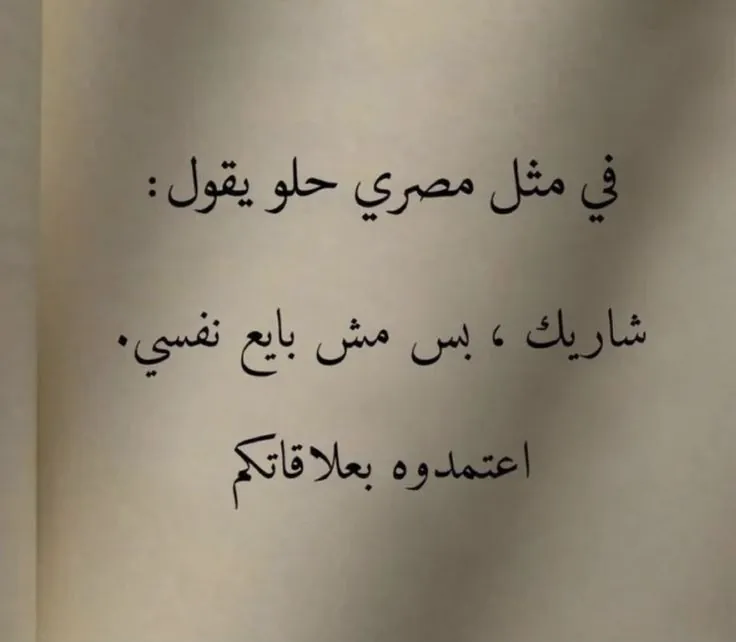 في مثل مصري حلو يقول:
شاريك ، بس مش بايع نفسي.
اعتمدوه بعلاقاتكم